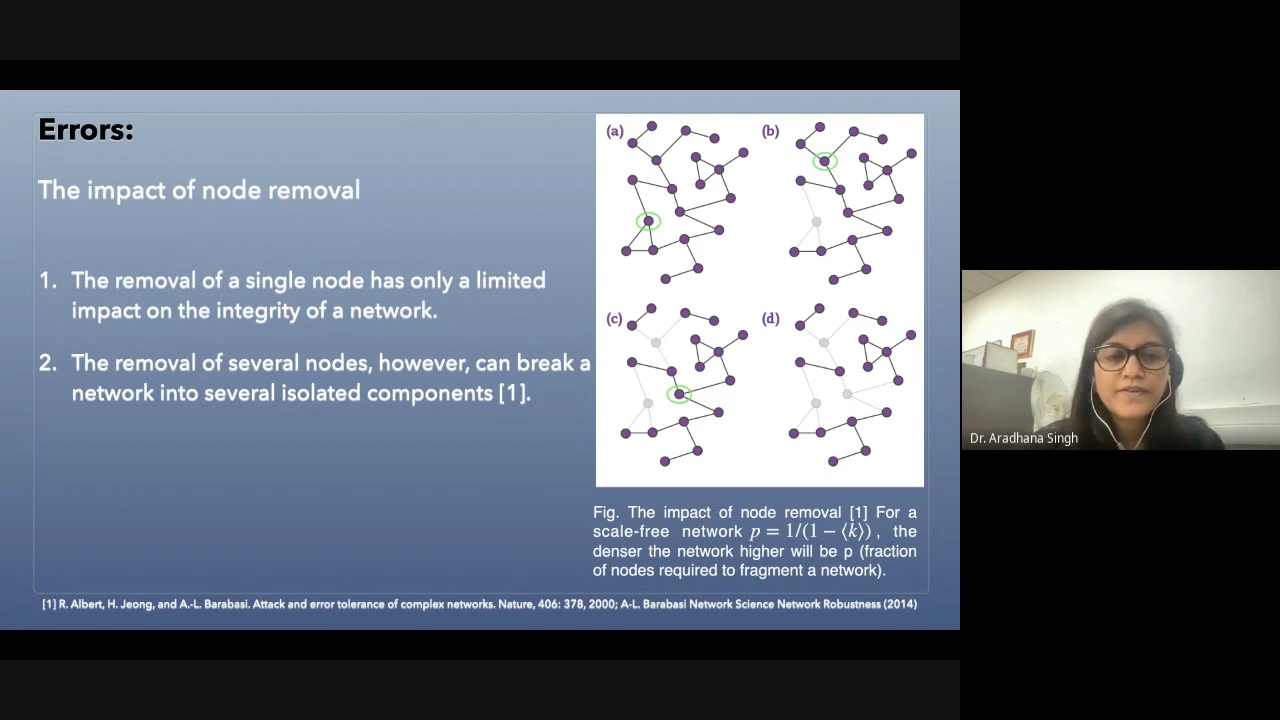 Errors:
The impact of node removal
1. The removal of a single node has only a limited
impact on the integrity of a network.
2. The removal of several nodes, however, can break a
network into several isolated components [1].
(a)
(b)
(c)
(d)
Fig. The impact of node removal [1] For a
scale-free network p = 1/(1 − ⟨k⟩) , the
denser the network higher will be p (fraction
of nodes required to fragment a network).
[1] R. Albert, H. Jeong, and A.-L. Barabasi. Attack and error tolerance of complex networks. Nature, 406: 378, 2000; A-L. Barabasi Network Science Network Robustness (2014)
Dr. Aradhana Singh